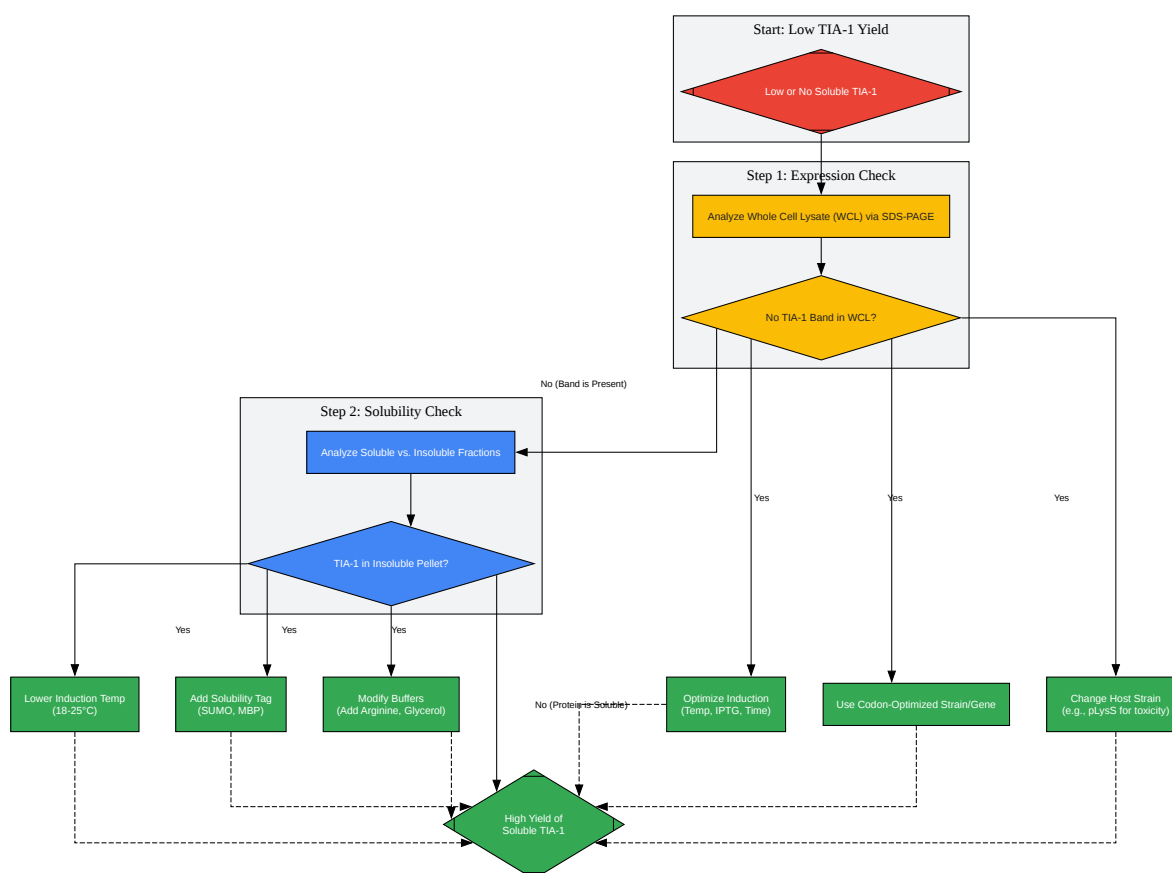 Start: Low TIA-1 Yield
Low or No Soluble TIA-1
Step 1: Expression Check
Analyze Whole Cell Lysate (WCL) via SDS-PAGE
No TIA-1 Band in WCL?
No (Band is Present)
Step 2: Solubility Check
Analyze Soluble vs. Insoluble Fractions
Yes
Yes
Yes
TIA-1 in Insoluble Pellet?
Yes
Yes
Yes
Lower Induction Temp
(18-25°C)
Add Solubility Tag
(SUMO, MBP)
Modify Buffers
(Add Arginine, Glycerol)
No (Protein is Soluble)
Optimize Induction
(Temp, IPTG, Time)
Use Codon-Optimized Strain/Gene
Change Host Strain
(e.g., pLysS for toxicity)
High Yield of
Soluble TIA-1